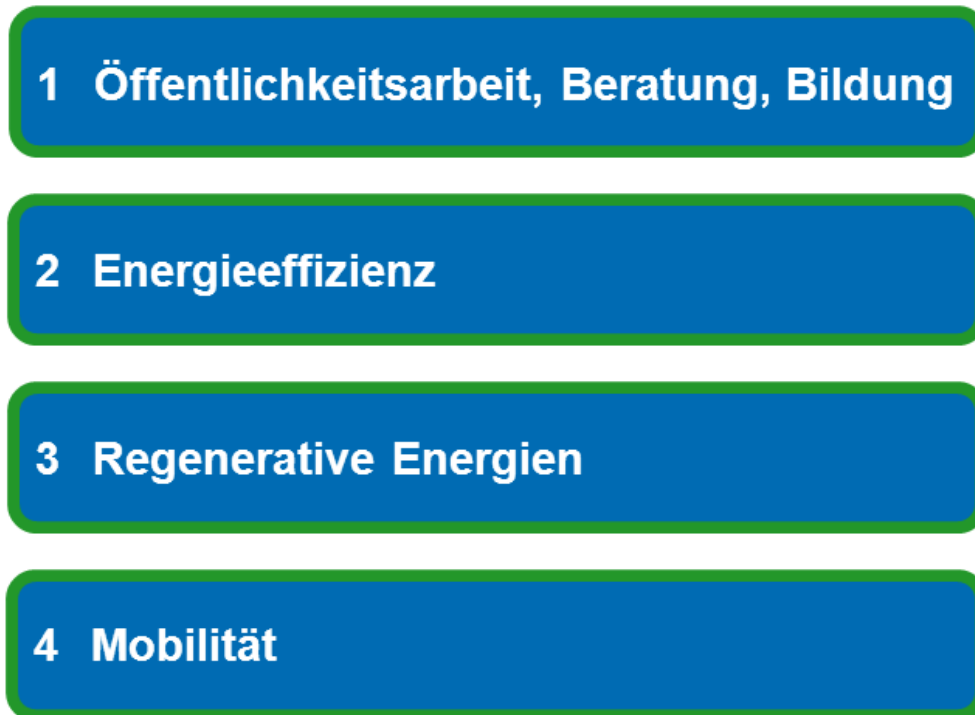 1 Öffentlichkeitsarbeit, Beratung, Bildung
2 Energieeffizienz
3 Regenerative Energien
4 Mobilität